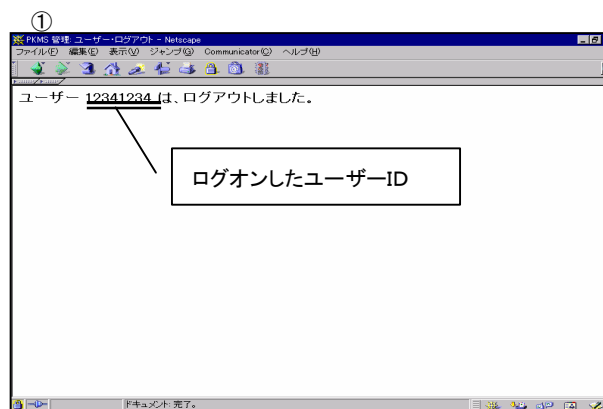 ①
PKMS 管理: ユーザー・ログアウト - Netscape
ファイル(F) 編集(E) 表示(V) ジャンプ(G) Communicator(C) ヘルプ(H)
ユーザー 12341234 は、ログアウトしました。
ログオンしたユーザーID
ドキュメント: 完了。